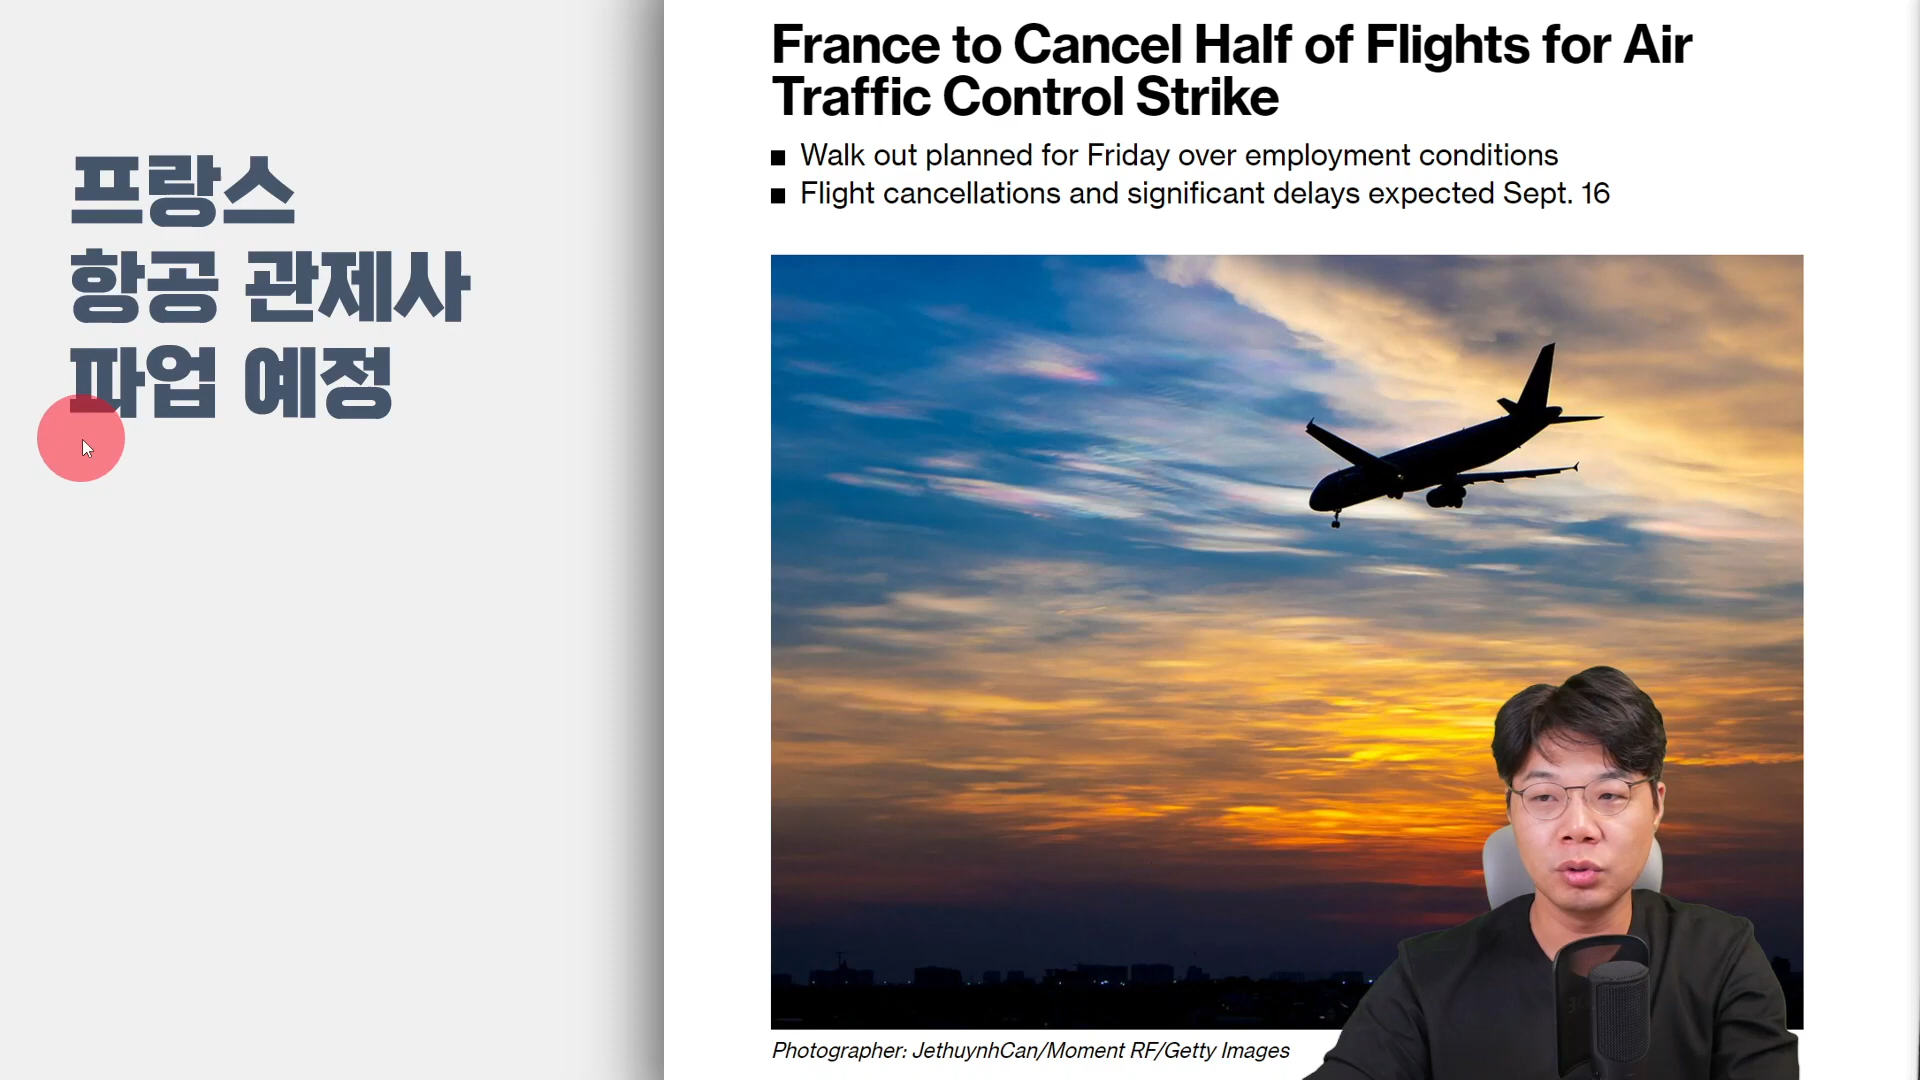 프랑스
항공 관제사
파업 예정
France to Cancel Half of Flights for Air
Traffic Control Strike
Walk out planned for Friday over employment conditions
Flight cancellations and significant delays expected Sept. 16
Photographer: JethuynhCan/Moment RF/Getty Images